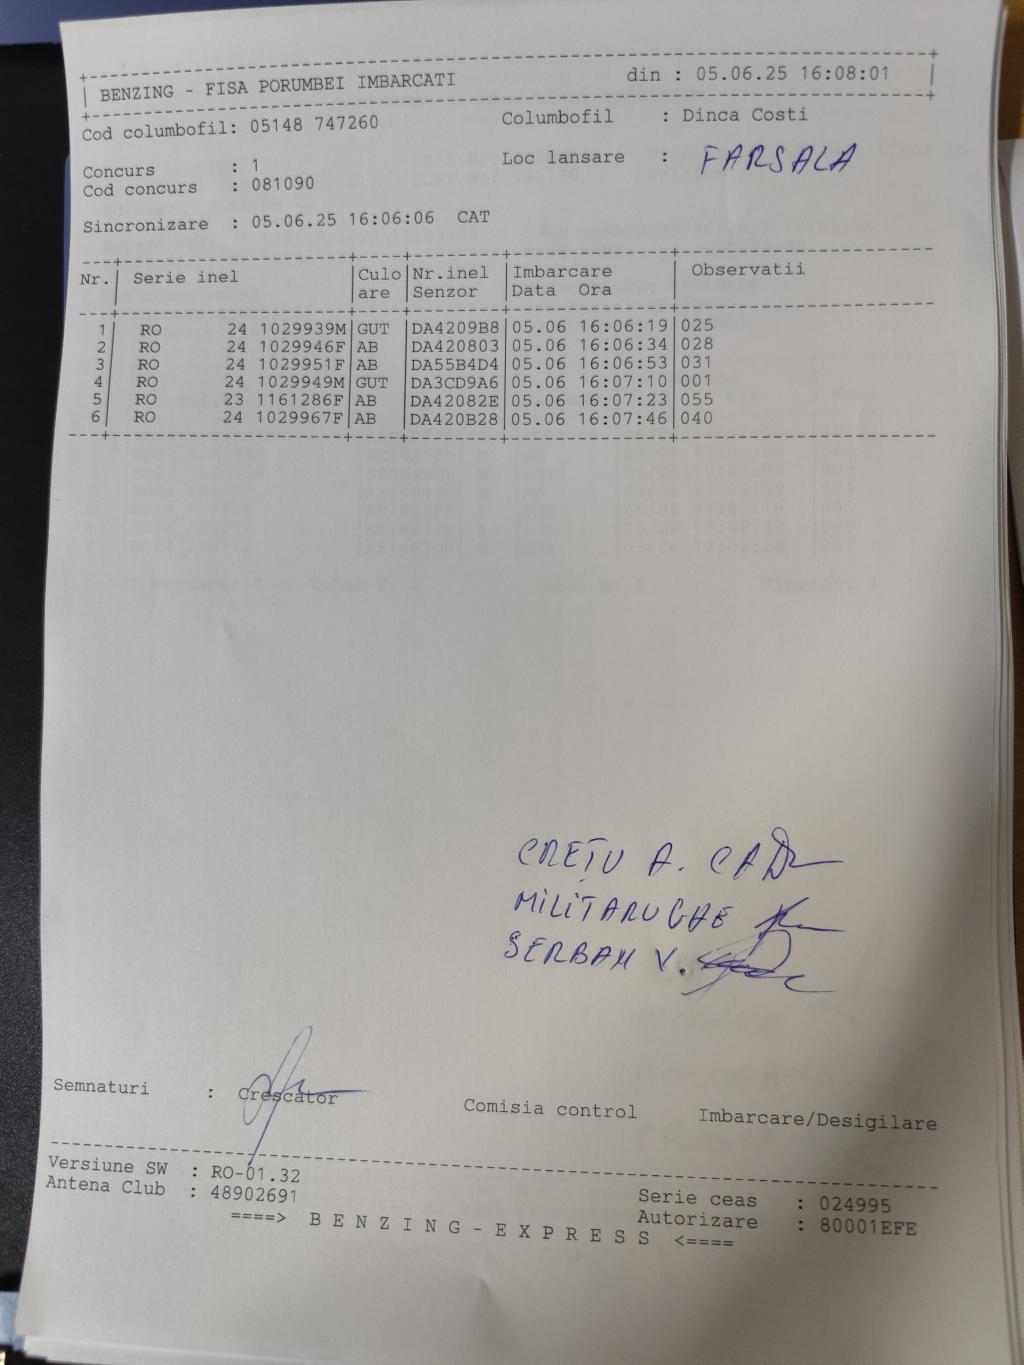 BENZING - FISA PORUMBEI IMBARCATI din : 05.06.25 16:08:01
Cod columbofil: 05148 747260 Columbofil : Dinca Costi
Concurs : 1 Loc lansare : FARSALA
Cod concurs : 081090
Sincronizare : 05.06.25 16:06:06 CAT
Nr. Serie inel Culo Nr.inel Imbarcare Observatii
are Senzor Data Ora
1 RO 24 1029939M GUT DA4209B8 05.06 16:06:19 025
2 RO 24 1029946F AB DA420803 05.06 16:06:34 028
3 RO 24 1029951F AB DA55B4D4 05.06 16:06:53 031
4 RO 24 1029949M GUT DA3CD9A6 05.06 16:07:10 001
5 RO 23 1161286F AB DA42082E 05.06 16:07:23 055
6 RO 24 1029967F AB DA420B28 05.06 16:07:46 040
CREȚU A.
MILITARU GHE
ȘERBAN V.
Semnaturi : Crescator Comisia control Imbarcare/Desigilare
Versiune SW : RO-01.32 Serie ceas : 024995
Antena Club : 48902691 Autorizare : 80001EFE
====> B E N Z I N G - E X P R E S S <====